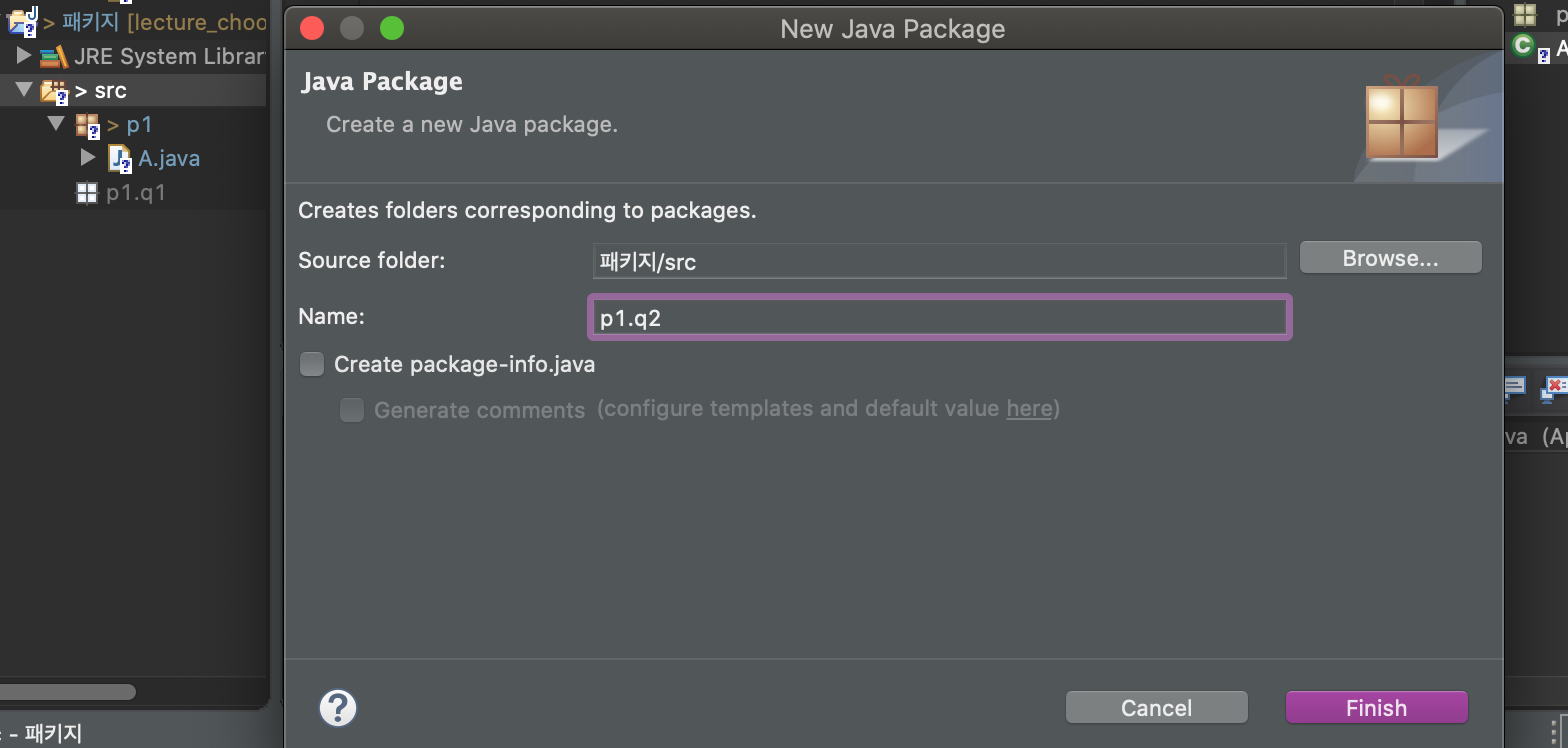 > 패키지 [lecture_choo
JRE System Librar
> src
> p1
A.java
p1.q1
- 패키지
New Java Package
Java Package
Create a new Java package.
Creates folders corresponding to packages.
Source folder: 패키지/src Browse...
Name: p1.q2
Create package-info.java
Generate comments (configure templates and default value here)
? Cancel Finish
p
C A
va (Ap